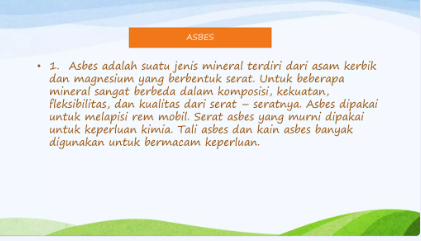 ASBES
• 1. Asbes adalah suatu jenis mineral terdiri dari asam kerbik
dan magnesium yang berbentuk serat. Untuk beberapa
mineral sangat berbeda dalam komposisi, kekuatan,
fleksibilitas, dan kualitas dari serat – seratnya. Asbes dipakai
untuk melapisi rem mobil. Serat asbes yang murni dipakai
untuk keperluan kimia. Tali asbes dan kain asbes banyak
digunakan untuk bermacam keperluan.